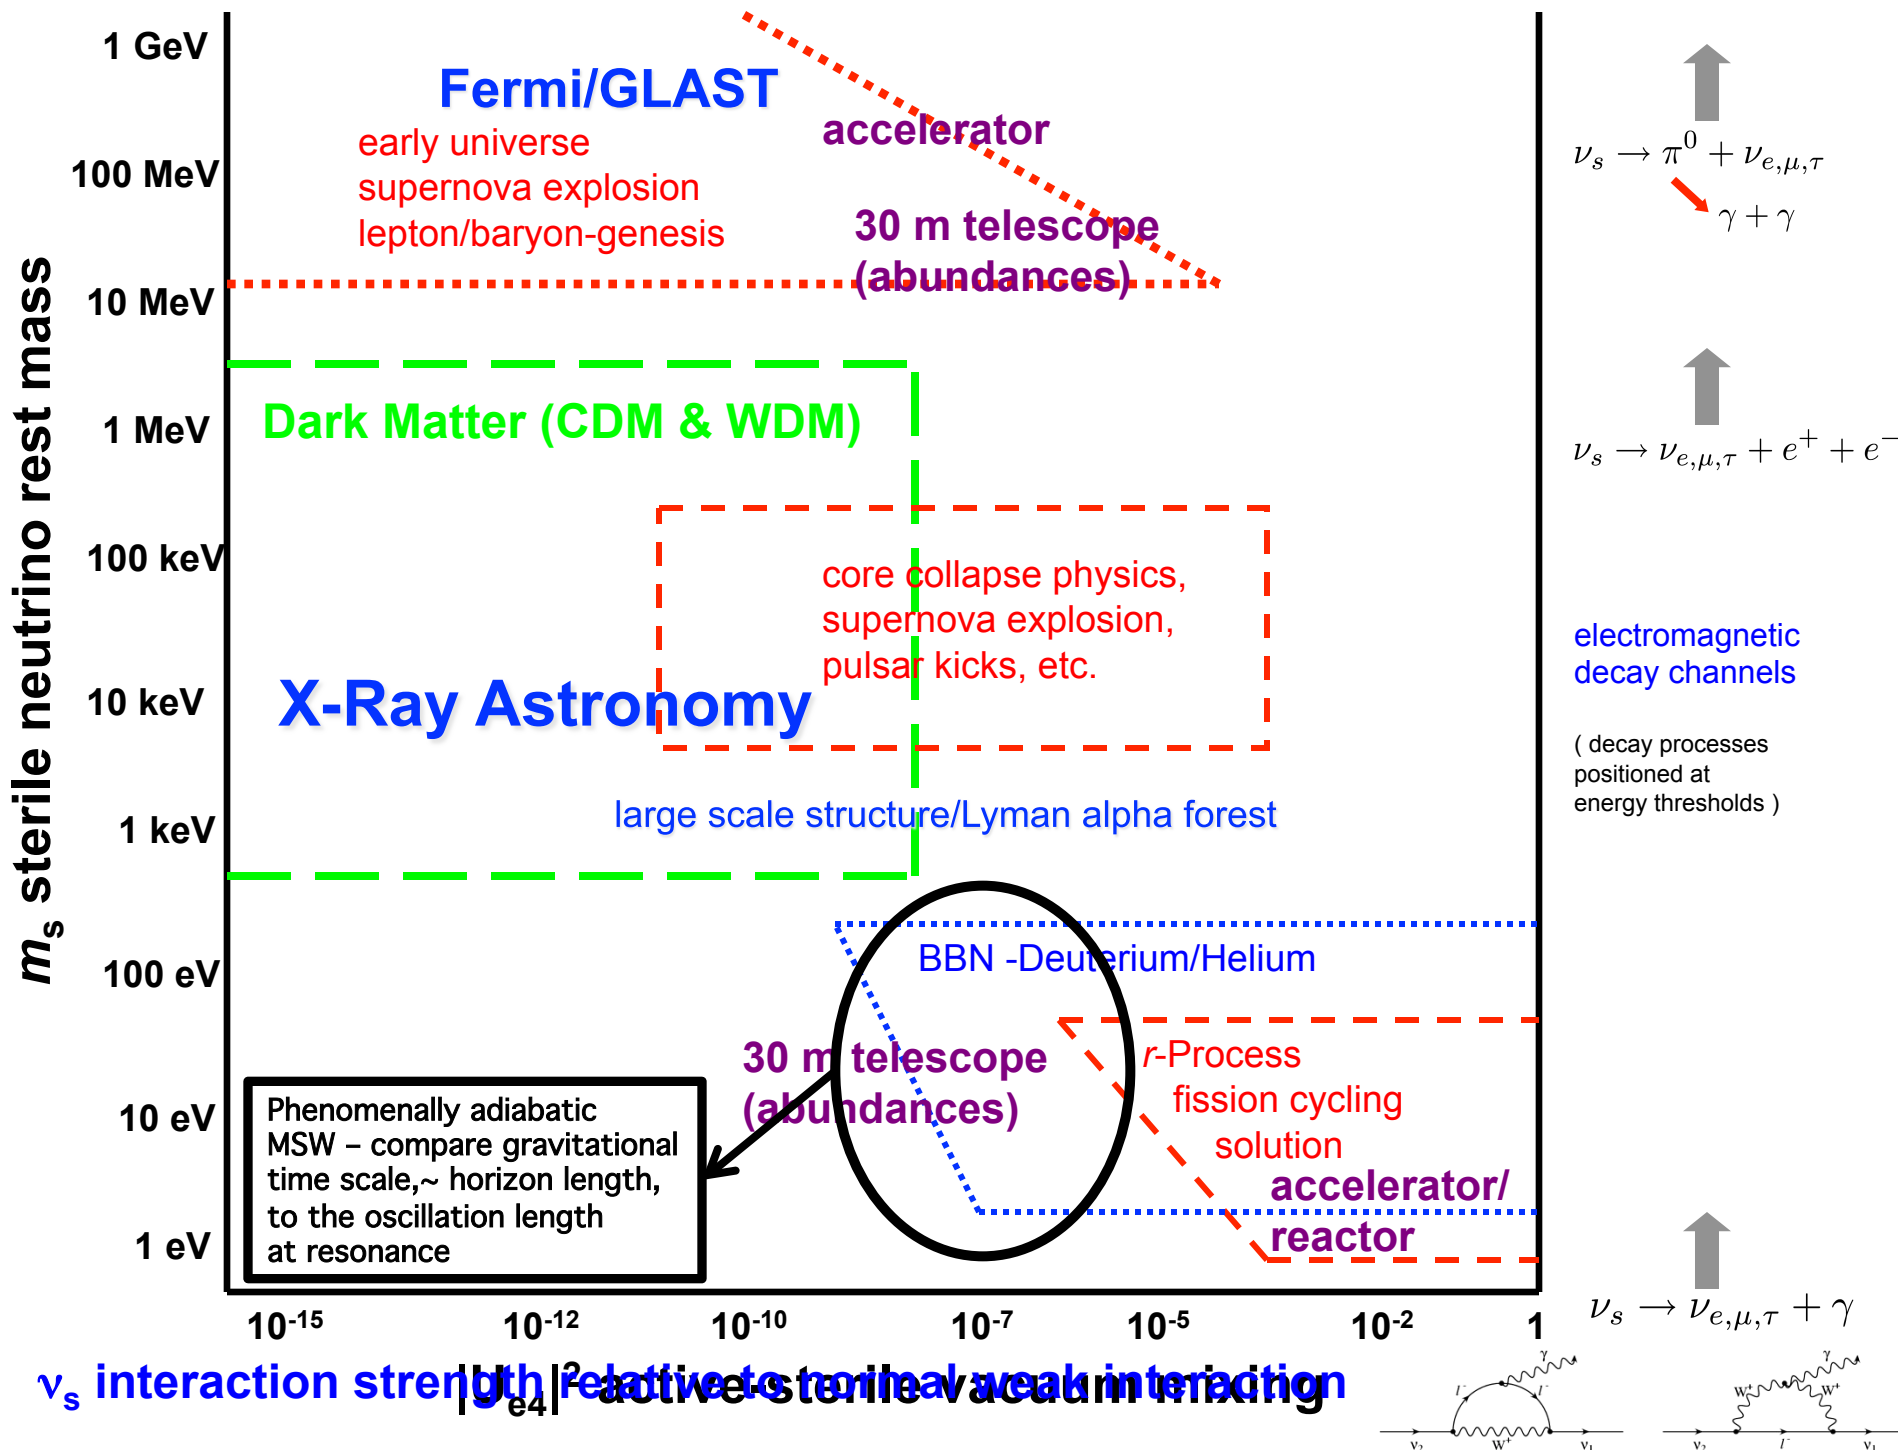 1 GeV
100 MeV
10 MeV
1 MeV
100 keV
10 keV
1 keV
100 eV
10 eV
1 eV
m_s sterile neutrino rest mass
Fermi/GLAST
early universe
supernova explosion
lepton/baryon-genesis
accelerator
30 m telescope
(abundances)
Dark Matter (CDM & WDM)
core collapse physics,
supernova explosion,
pulsar kicks, etc.
X-Ray Astronomy
large scale structure/Lyman alpha forest
BBN -Deuterium/Helium
30 m telescope
(abundances)
r-Process
fission cycling
solution
accelerator/
reactor
Phenomenally adiabatic
MSW – compare gravitational
time scale,~ horizon length,
to the oscillation length
at resonance
10^-15 10^-12 10^-10 10^-7 10^-5 10^-2 1
ν_s interaction strength relative to normal weak interaction
|U_e4|^2 active-sterile vacuum mixing
ν_s → π^0 + ν_e,μ,τ
γ + γ
ν_s → ν_e,μ,τ + e^+ + e^−
electromagnetic
decay channels
( decay processes
positioned at
energy thresholds )
ν_s → ν_e,μ,τ + γ
γ
l^- l^-
ν_2 W^+ ν_1
γ
W^+ W^+
ν_2 l^- ν_1